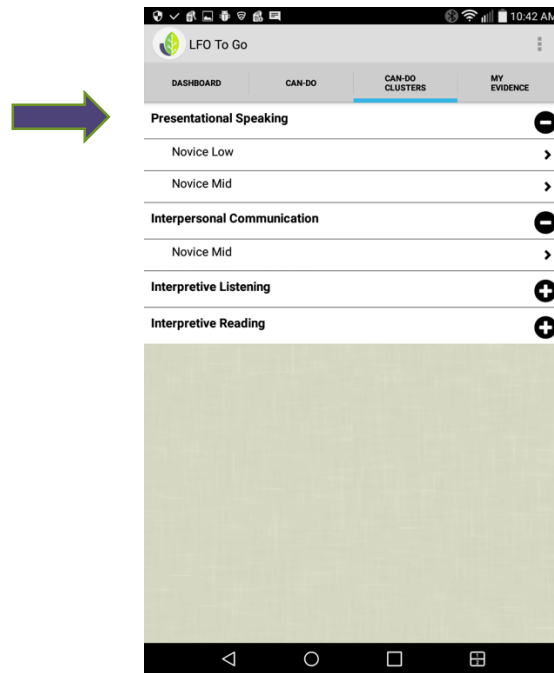 10:42 AM
LFO To Go
DASHBOARD
CAN-DO
CAN-DO
CLUSTERS
MY
EVIDENCE
Presentational Speaking
Novice Low
Novice Mid
Interpersonal Communication
Novice Mid
Interpretive Listening
Interpretive Reading